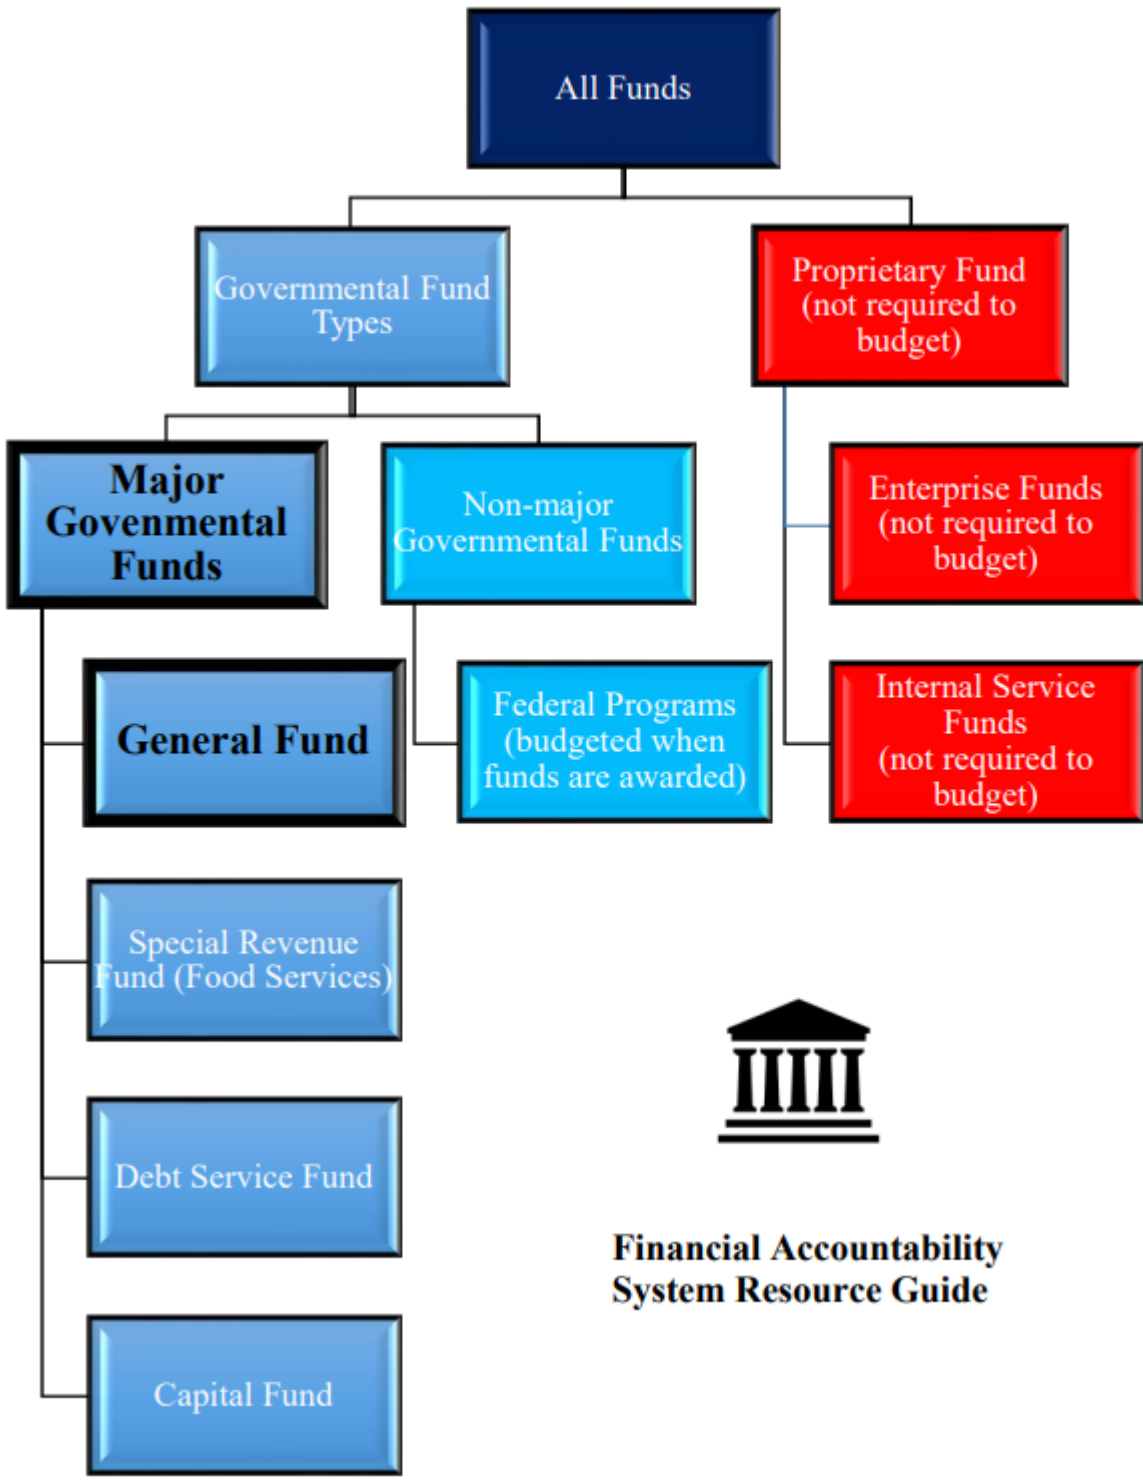 All Funds
Governmental Fund
Types
Proprietary Fund
(not required to
budget)
Major
Govenmental
Funds
Non-major
Governmental Funds
Enterprise Funds
(not required to
budget)
General Fund
Federal Programs
(budgeted when
funds are awarded)
Internal Service
Funds
(not required to
budget)
Special Revenue
Fund (Food Services)
Debt Service Fund
Capital Fund
Financial Accountability
System Resource Guide